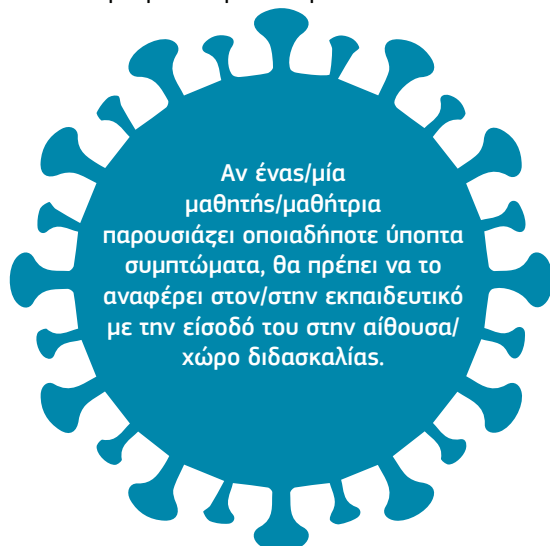 Αν ένας/μία
μαθητής/μαθήτρια
παρουσιάζει οποιαδήποτε ύποπτα
συμπτώματα, θα πρέπει να το
αναφέρει στον/στην εκπαιδευτικό
με την είσοδό του στην αίθουσα/
χώρο διδασκαλίας.